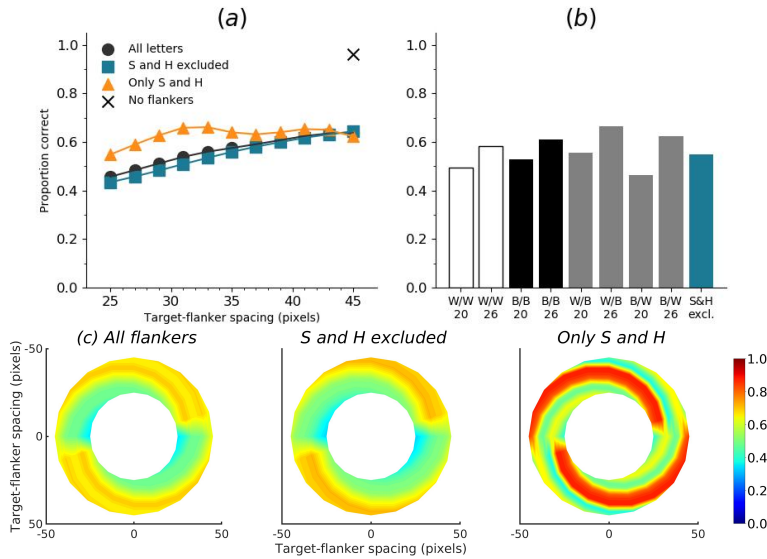 (a)
1.0
0.8
0.6
0.4
0.2
0.0
Proportion correct
All letters
S and H excluded
Only S and H
No flankers
25
30
35
40
45
Target-flanker spacing (pixels)
(b)
1.0
0.8
0.6
0.4
0.2
0.0
W/W W/W B/B B/B W/B W/B B/W B/W S&H
20 26 20 26 20 26 20 26 excl.
(c) All flankers
S and H excluded
Only S and H
Target-flanker spacing (pixels)
-50
0
50
-50
0
50
-50
0
50
-50
0
50
Target-flanker spacing (pixels)
1.0
0.8
0.6
0.4
0.2
0.0